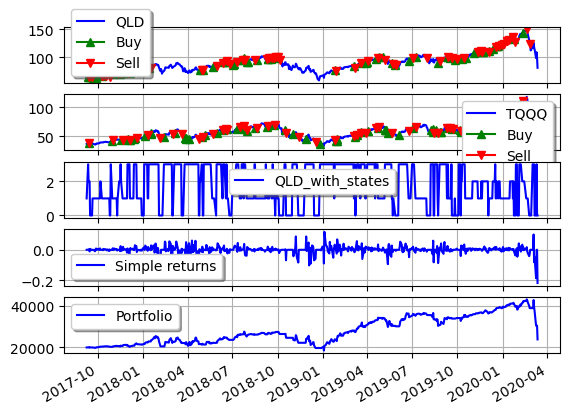 150
QLD
Buy
Sell
100
100
50
TQQQ
Buy
Sell
2
0
QLD_with_states
0.0
−0.2
Simple returns
40000
20000
Portfolio
2017-10 2018-01 2018-04 2018-07 2018-10 2019-01 2019-04 2019-07 2019-10 2020-01 2020-04